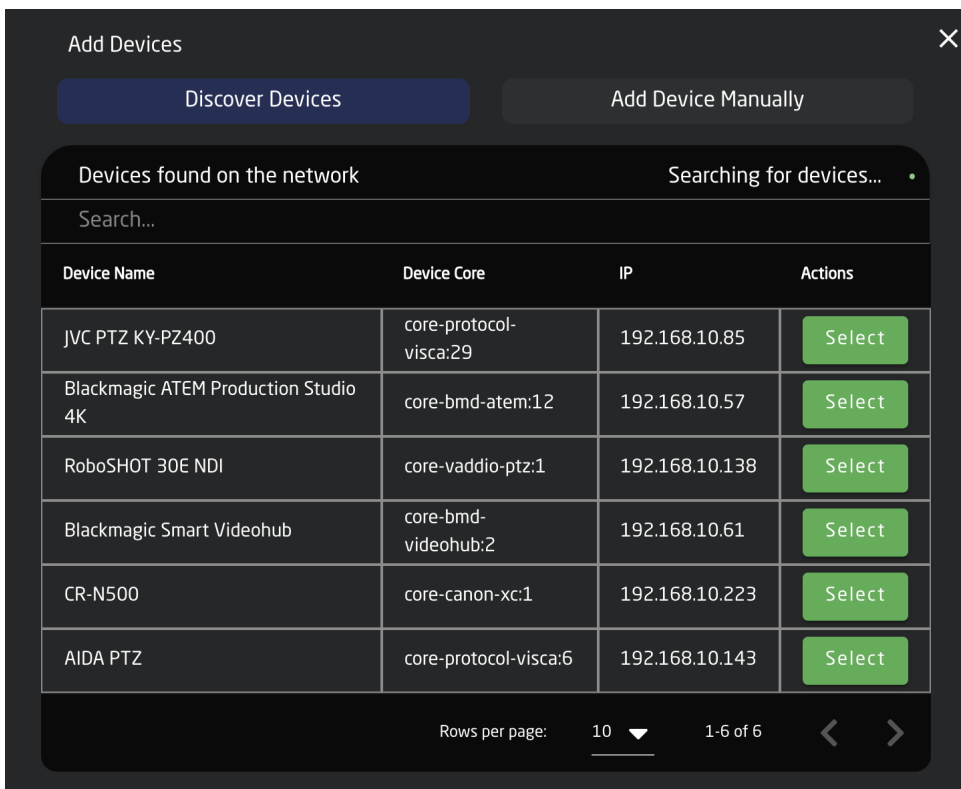 Add Devices
Discover Devices Add Device Manually
Devices found on the network Searching for devices...
Search...
Device Name Device Core IP Actions
JVC PTZ KY-PZ400 core-protocol-
visca:29 192.168.10.85 Select
Blackmagic ATEM Production Studio
4K core-bmd-atem:12 192.168.10.57 Select
RoboSHOT 30E NDI core-vaddio-ptz:1 192.168.10.138 Select
Blackmagic Smart Videohub core-bmd-
videohub:2 192.168.10.61 Select
CR-N500 core-canon-xc:1 192.168.10.223 Select
AIDA PTZ core-protocol-visca:6 192.168.10.143 Select
Rows per page: 10 1-6 of 6